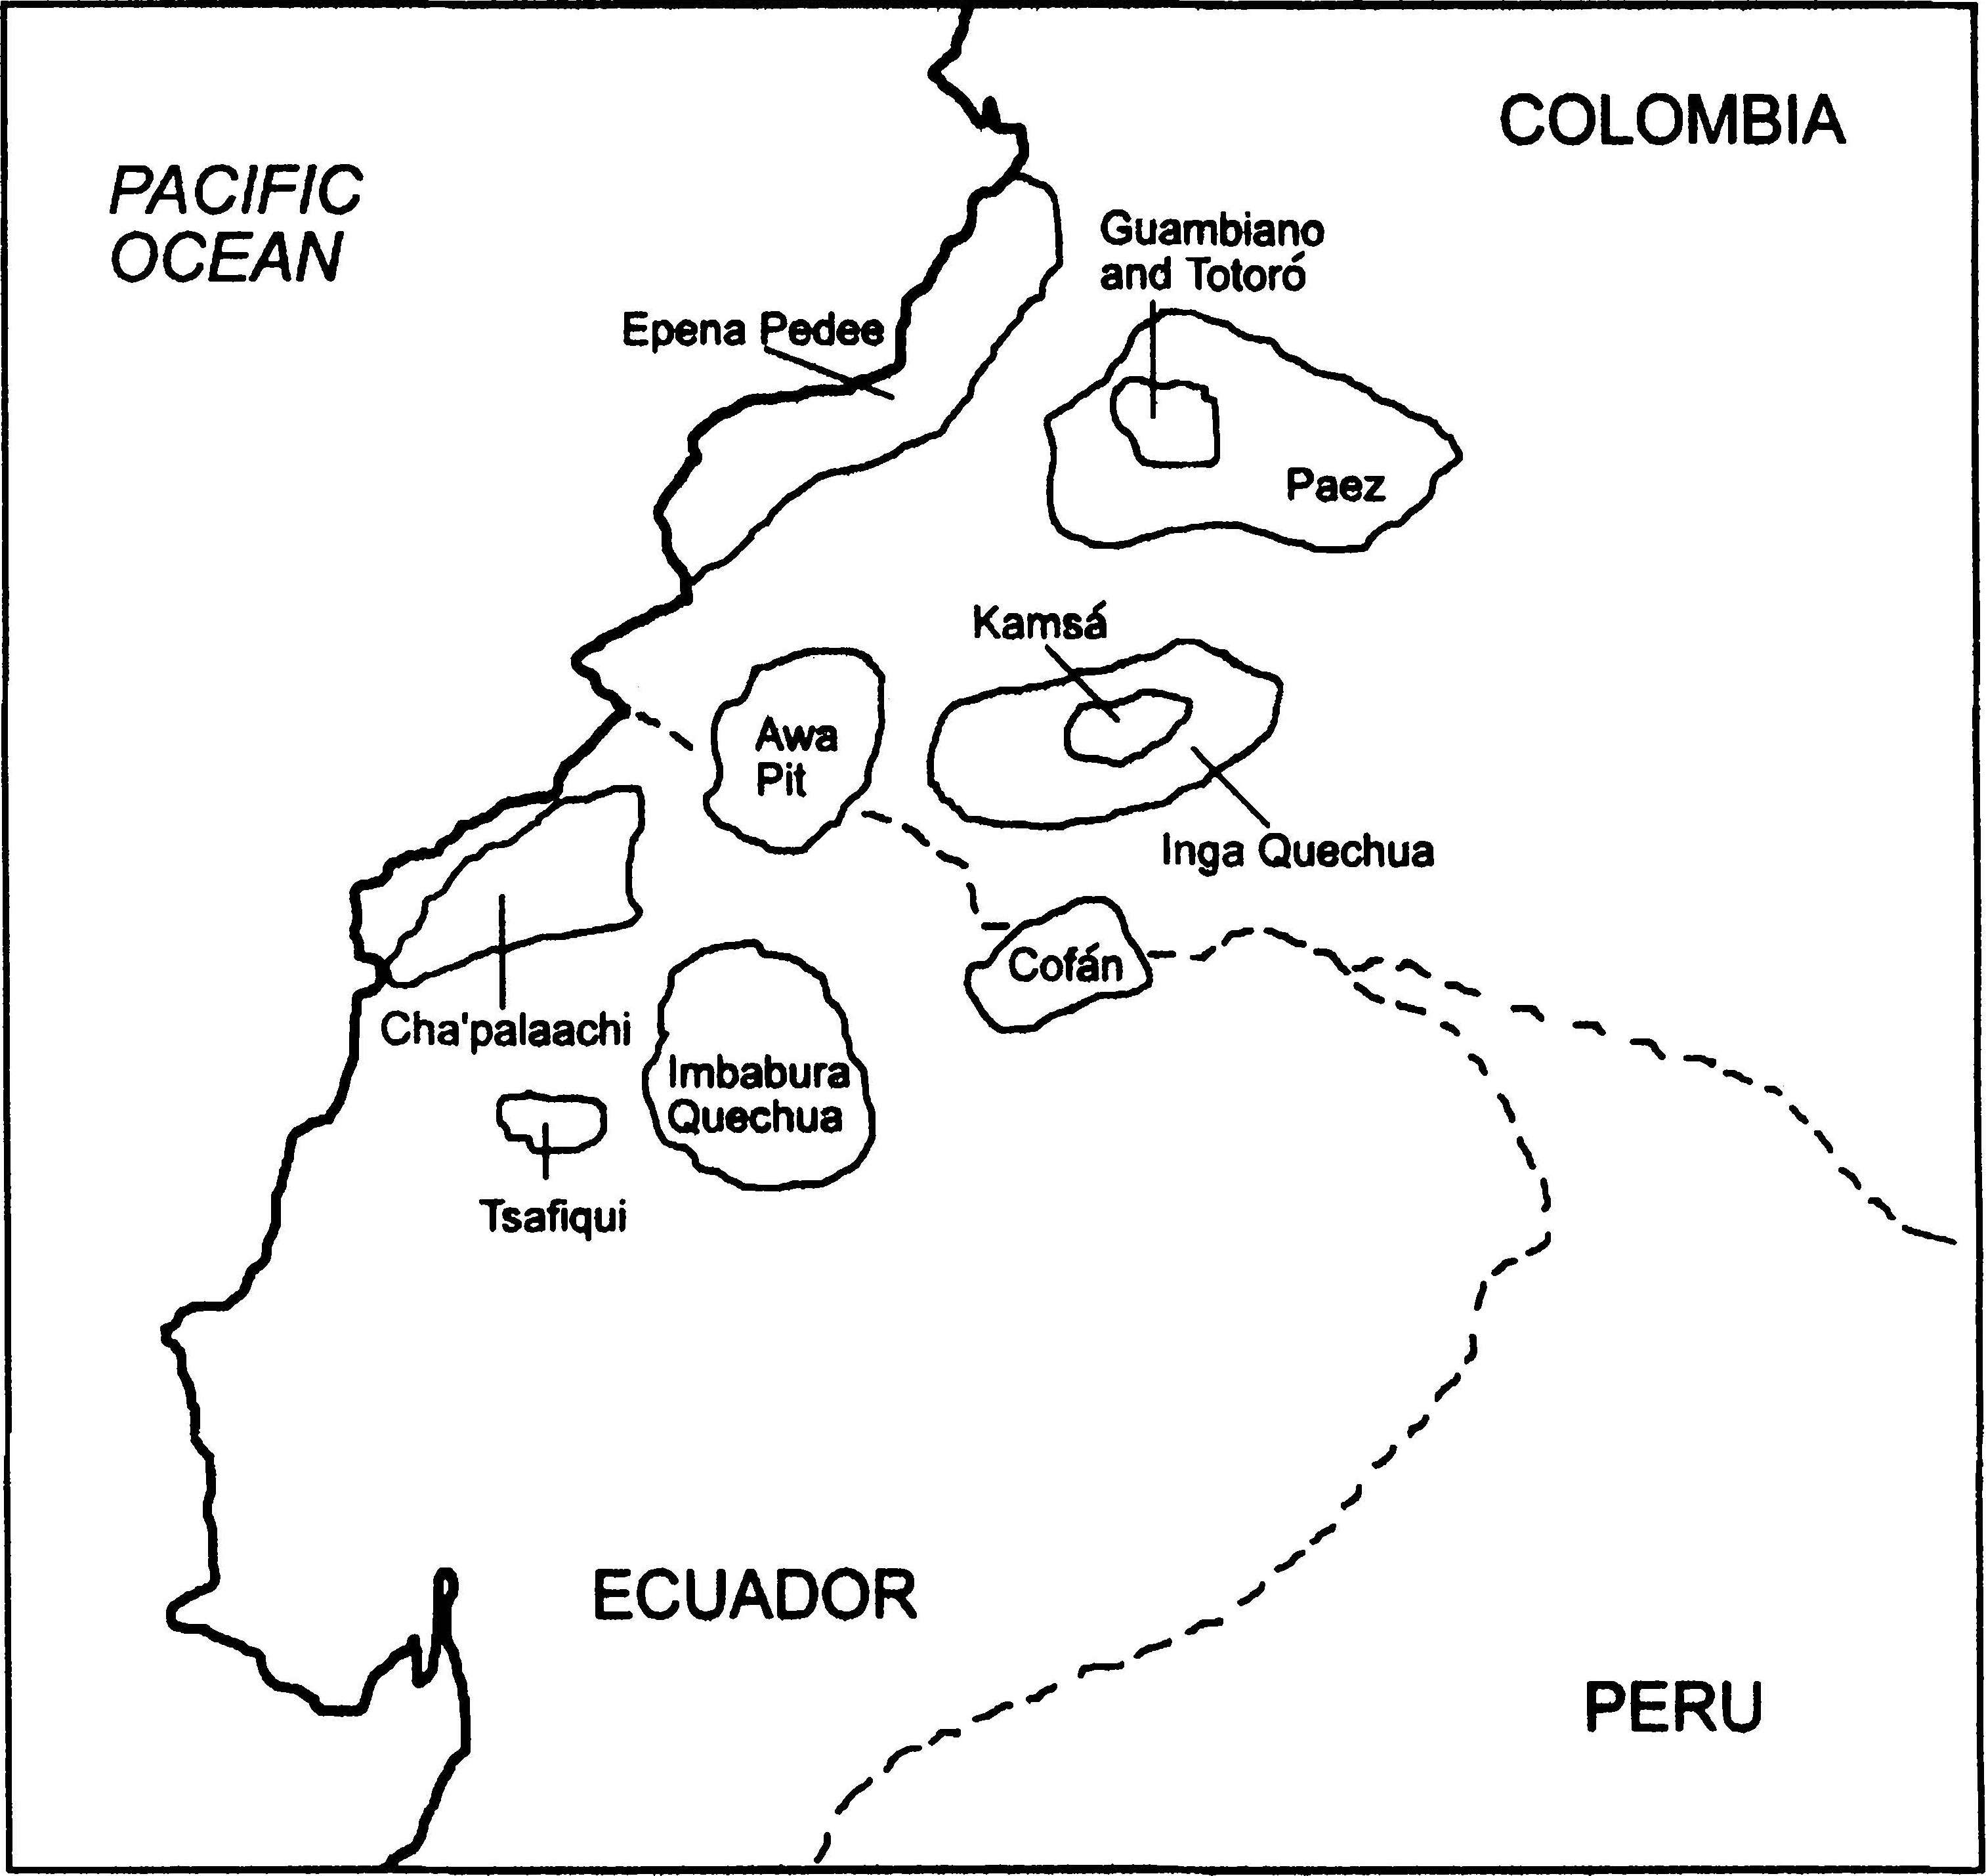 COLOMBIA
PACIFIC
OCEAN
Guambiano
and Totoró
Epena Pedee
Paez
Kamsá
Awa
Pit
Inga Quechua
Cofán
Cha'palaachi
Imbabura
Quechua
Tsafiqui
ECUADOR
PERU